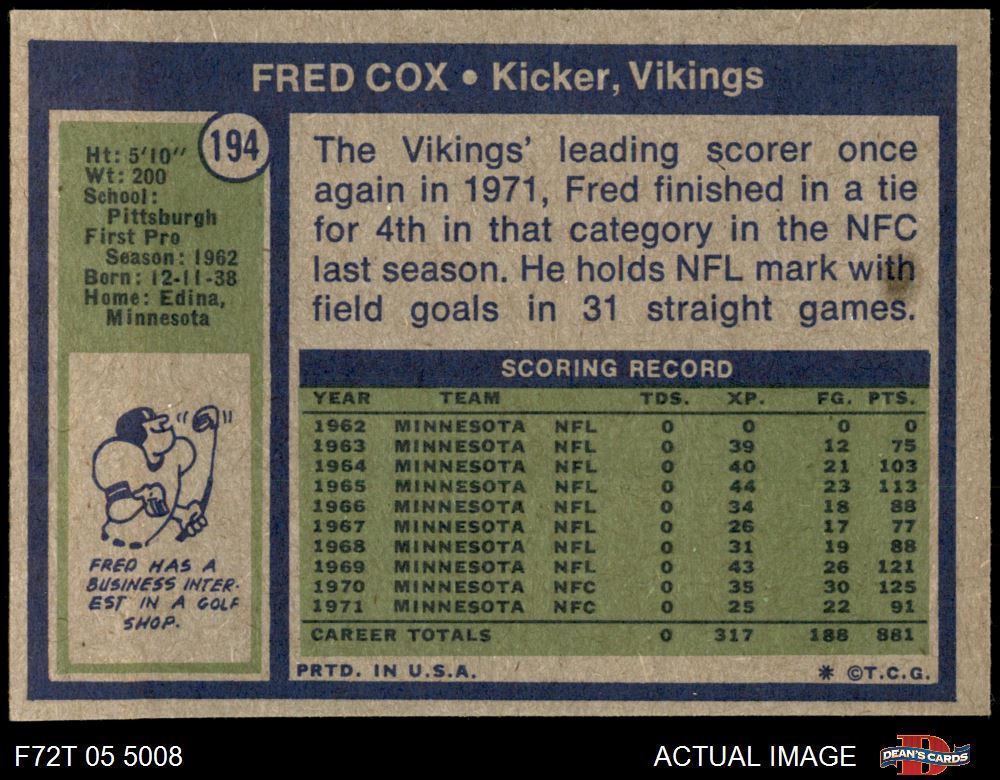 FRED COX • Kicker, Vikings
194
Ht: 5'10"
Wt: 200
School:
Pittsburgh
First Pro
Season: 1962
Born: 12-11-38
Home: Edina,
Minnesota
The Vikings' leading scorer once
again in 1971, Fred finished in a tie
for 4th in that category in the NFC
last season. He holds NFL mark with
field goals in 31 straight games.
FRED HAS A
BUSINESS INTER-
EST IN A GOLF
SHOP.
SCORING RECORD
YEAR TEAM TDS. XP. FG. PTS.
1962 MINNESOTA NFL 0 0 0 0
1963 MINNESOTA NFL 0 39 12 75
1964 MINNESOTA NFL 0 40 21 103
1965 MINNESOTA NFL 0 44 23 113
1966 MINNESOTA NFL 0 34 18 88
1967 MINNESOTA NFL 0 26 17 77
1968 MINNESOTA NFL 0 31 19 88
1969 MINNESOTA NFL 0 43 26 121
1970 MINNESOTA NFC 0 35 30 125
1971 MINNESOTA NFC 0 25 22 91
CAREER TOTALS 0 317 188 881
PRTD. IN U.S.A. * ©T.C.G.
F72T 05 5008 ACTUAL IMAGE DEAN'S CARDS